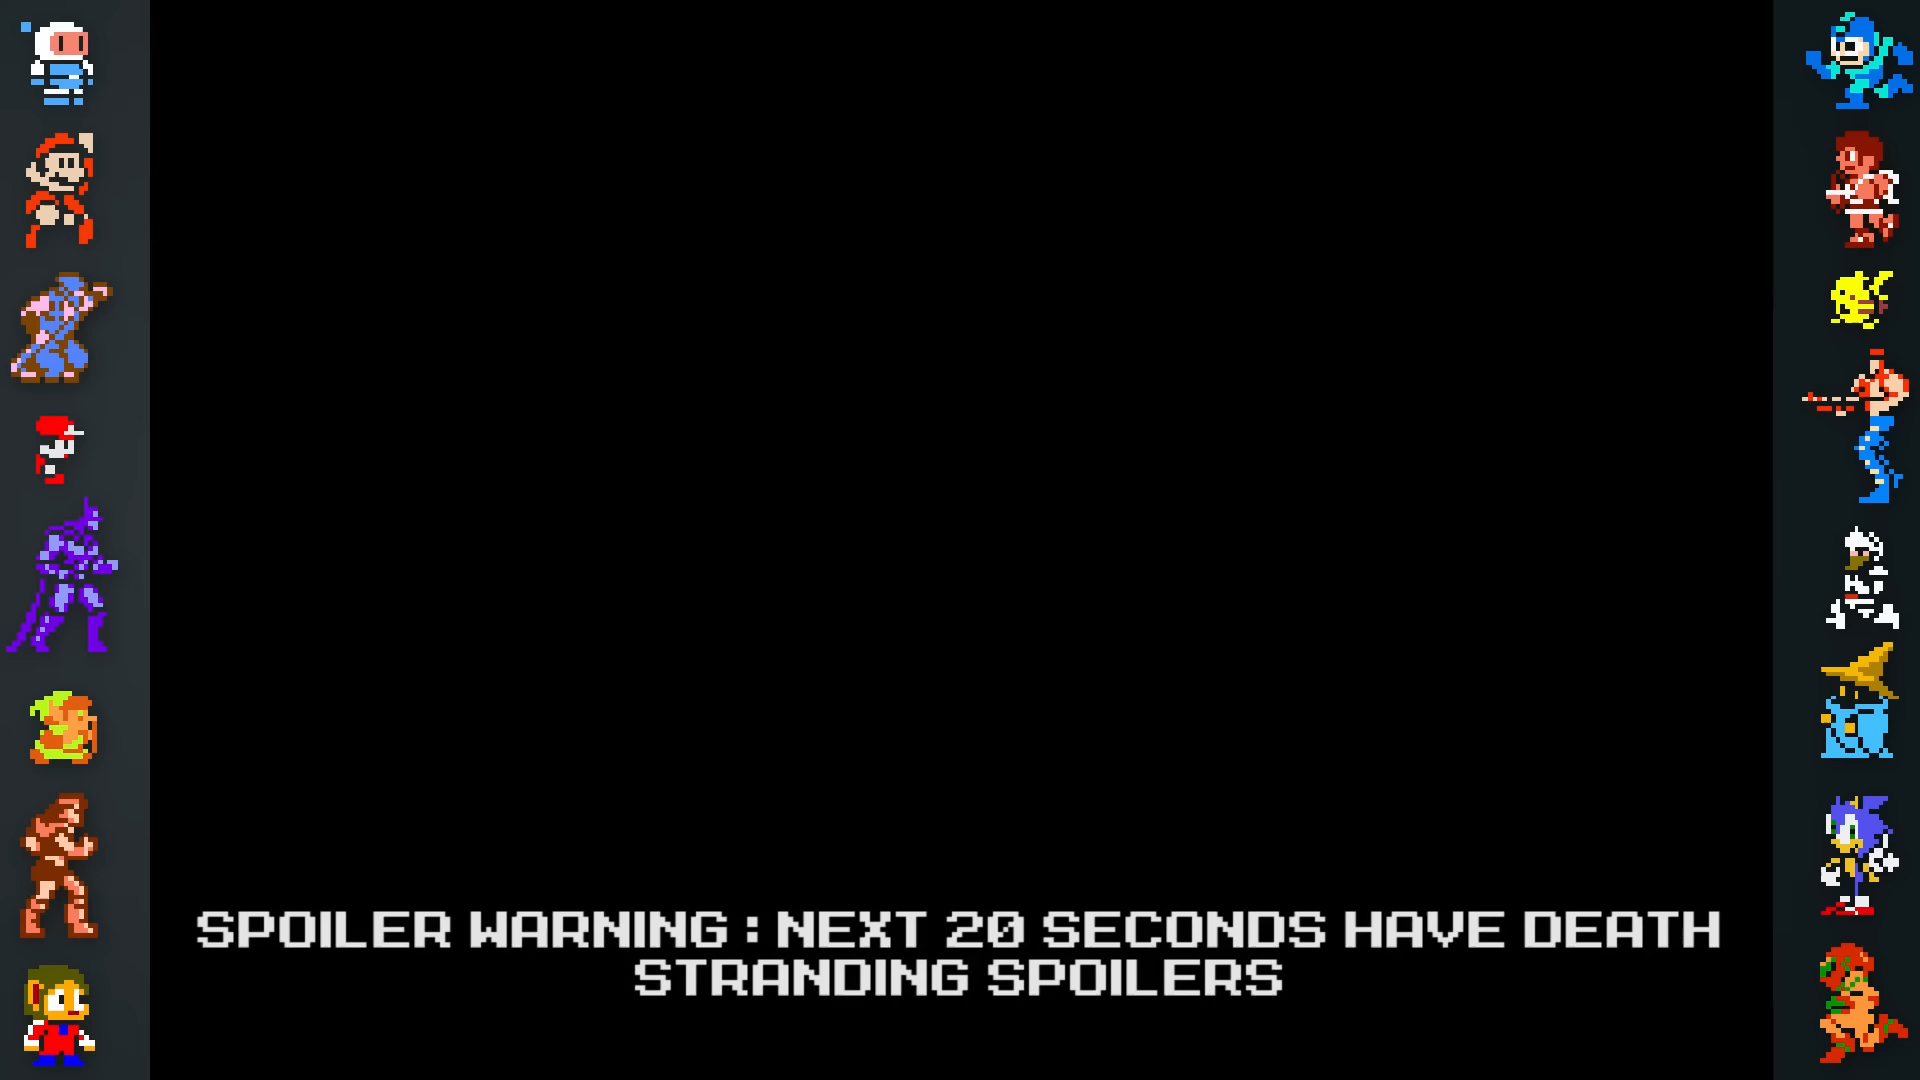 SPOILER WARNING : NEXT 20 SECONDS HAVE DEATH
STRANDING SPOILERS